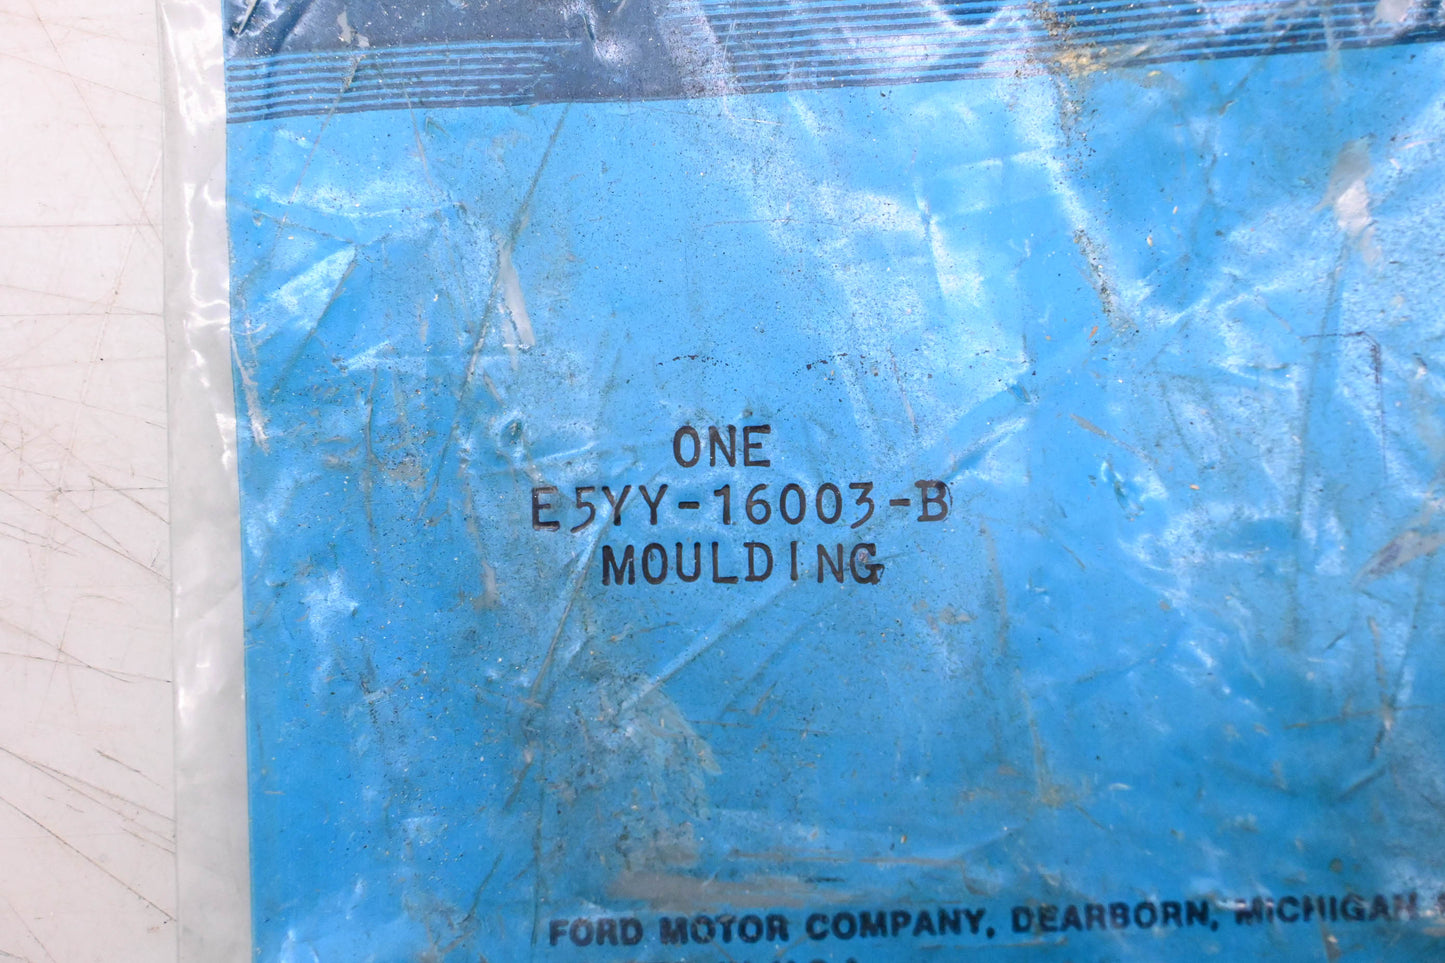 ONE
E5YY-16003-B
MOULDING
FORD MOTOR COMPANY, DEARBORN, MICHIGAN